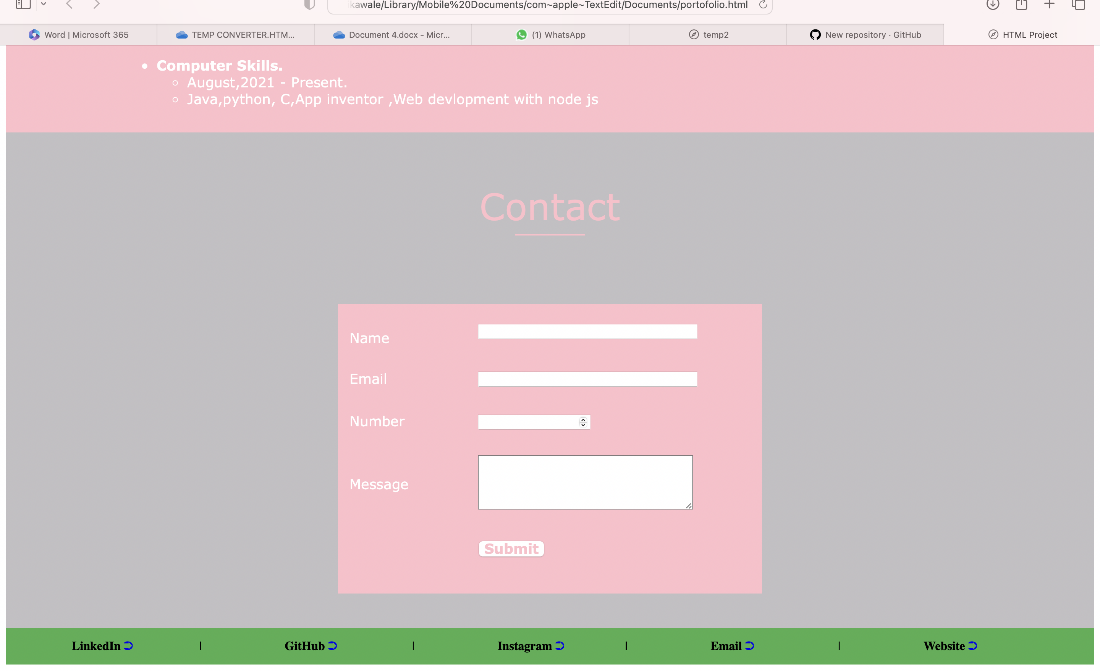 kawale/Library/Mobile%20Documents/com~apple~TextEdit/Documents/portofolio.html
Word | Microsoft 365
TEMP CONVERTER.HTM...
Document 4.docx - Micr...
(1) WhatsApp
temp2
New repository · GitHub
HTML Project
Computer Skills.
August,2021 - Present.
Java,python, C,App inventor ,Web devlopment with node js
Contact
Name
Email
Number
Message
Submit
LinkedIn ⮊ | GitHub ⮊ | Instagram ⮊ | Email ⮊ | Website ⮊